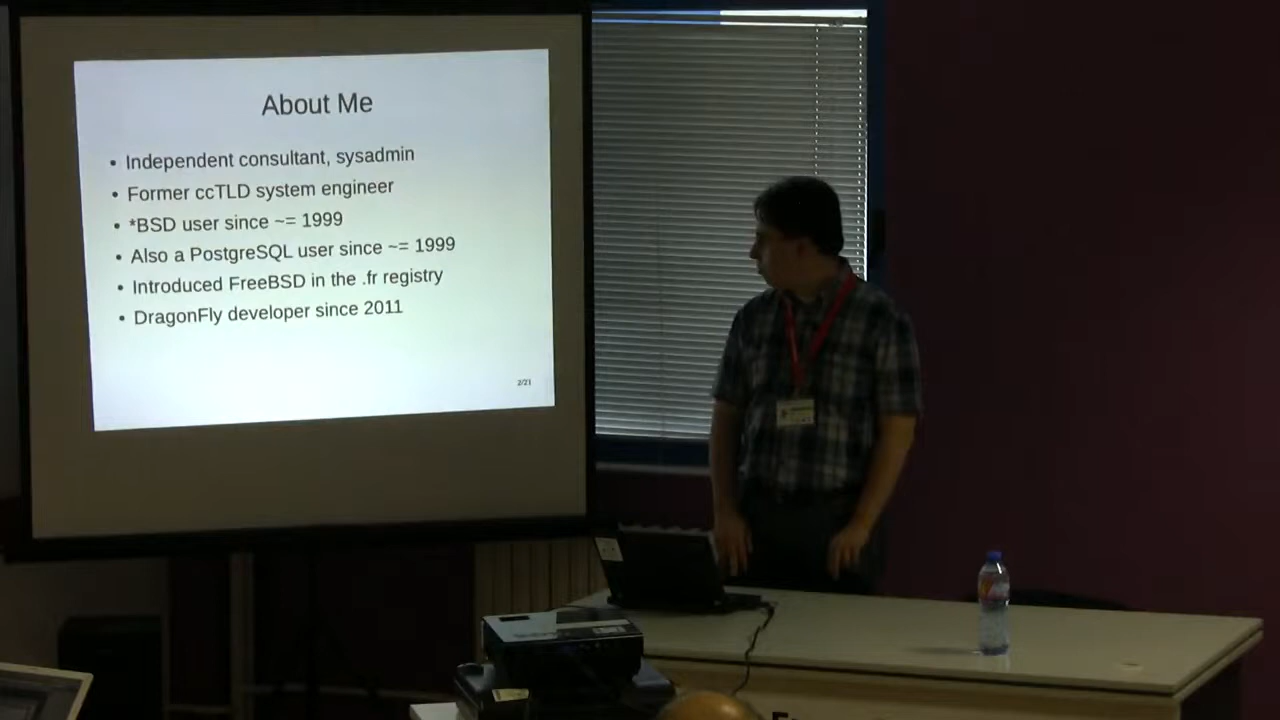 About Me
• Independent consultant, sysadmin
• Former ccTLD system engineer
• *BSD user since ~= 1999
• Also a PostgreSQL user since ~= 1999
• Introduced FreeBSD in the .fr registry
• DragonFly developer since 2011
2/21